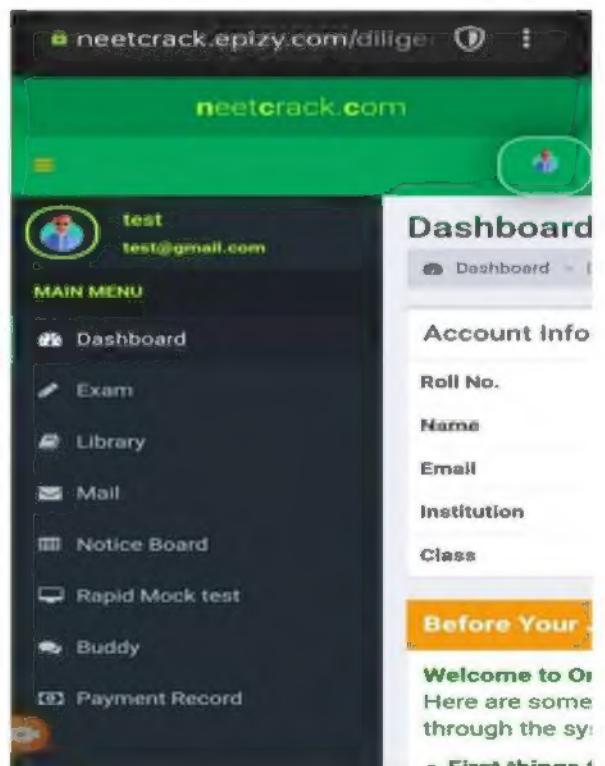 neetcrack.epizy.com/dilige
neetcrack.com
test
test@gmail.com
MAIN MENU
Dashboard
Exam
Library
Mail
Notice Board
Rapid Mock test
Buddy
Payment Record
Dashboard
Dashboard
Account Info
Roll No.
Name
Email
Institution
Class
Before Your
Welcome to
Here are some
through the